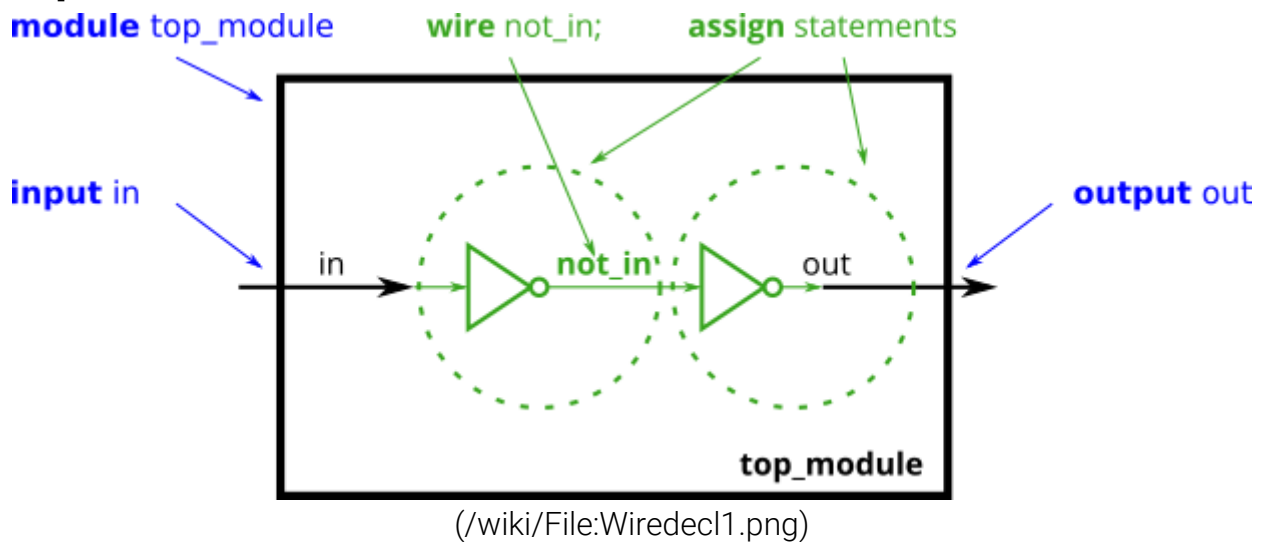 module top_module
wire not_in;
assign statements
input in
output out
in
not_in
out
top_module
(/wiki/File:Wiredecl1.png)